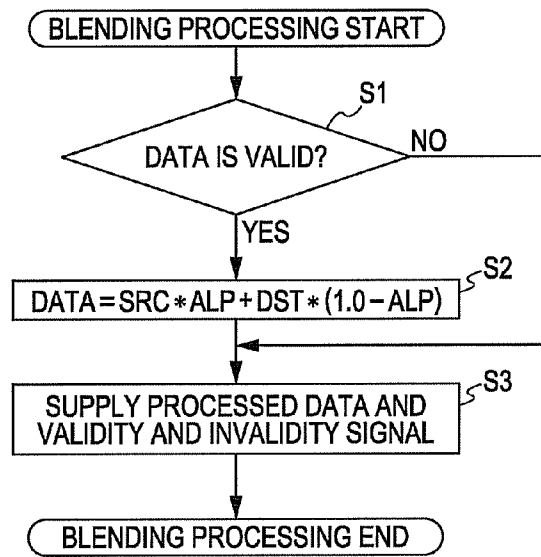 BLENDING PROCESSING START
S1
DATA IS VALID?
NO
YES
S2
DATA=SRC*ALP+DST*(1.0-ALP)
S3
SUPPLY PROCESSED DATA AND
VALIDITY AND INVALIDITY SIGNAL
BLENDING PROCESSING END